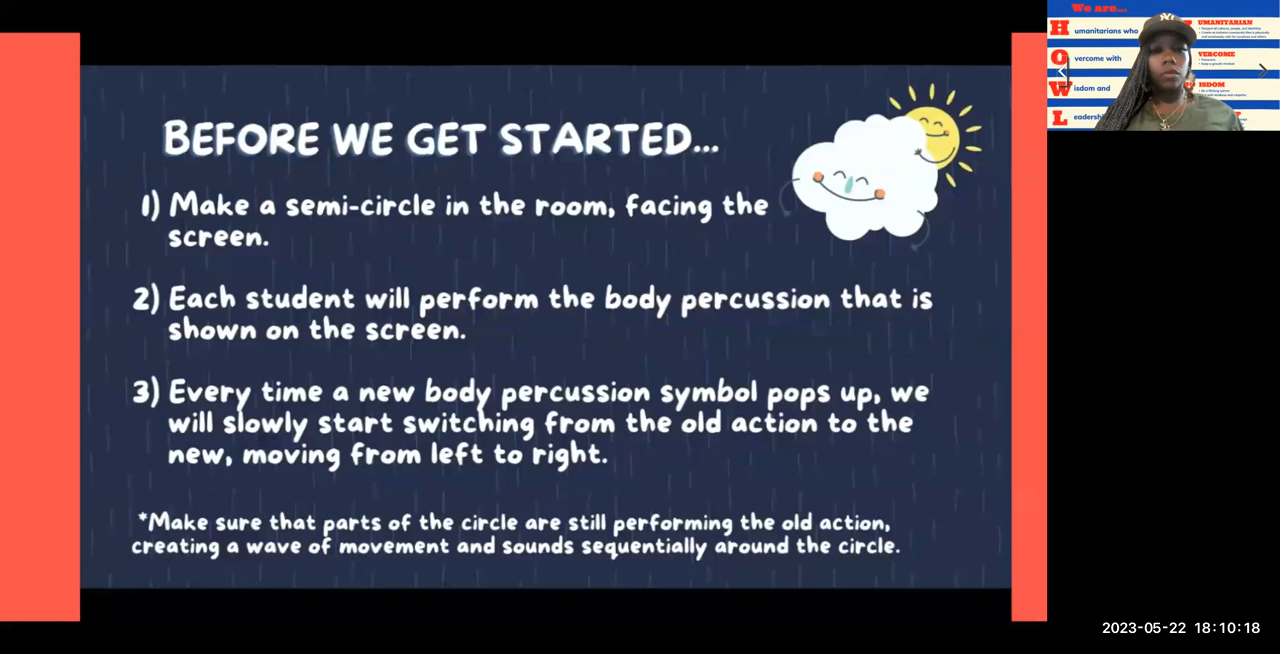 BEFORE WE GET STARTED...
1) Make a semi-circle in the room, facing the
screen.
2) Each student will perform the body percussion that is
shown on the screen.
3) Every time a new body percussion symbol pops up, we
will slowly start switching from the old action to the
new, moving from left to right.
*Make sure that parts of the circle are still performing the old action,
creating a wave of movement and sounds sequentially around the circle.
We are...
H umanitarians who
UMANITARIAN
O vercome with
VERCOME
W isdom and
ISDOM
L eadershi
2023-05-22 18:10:18